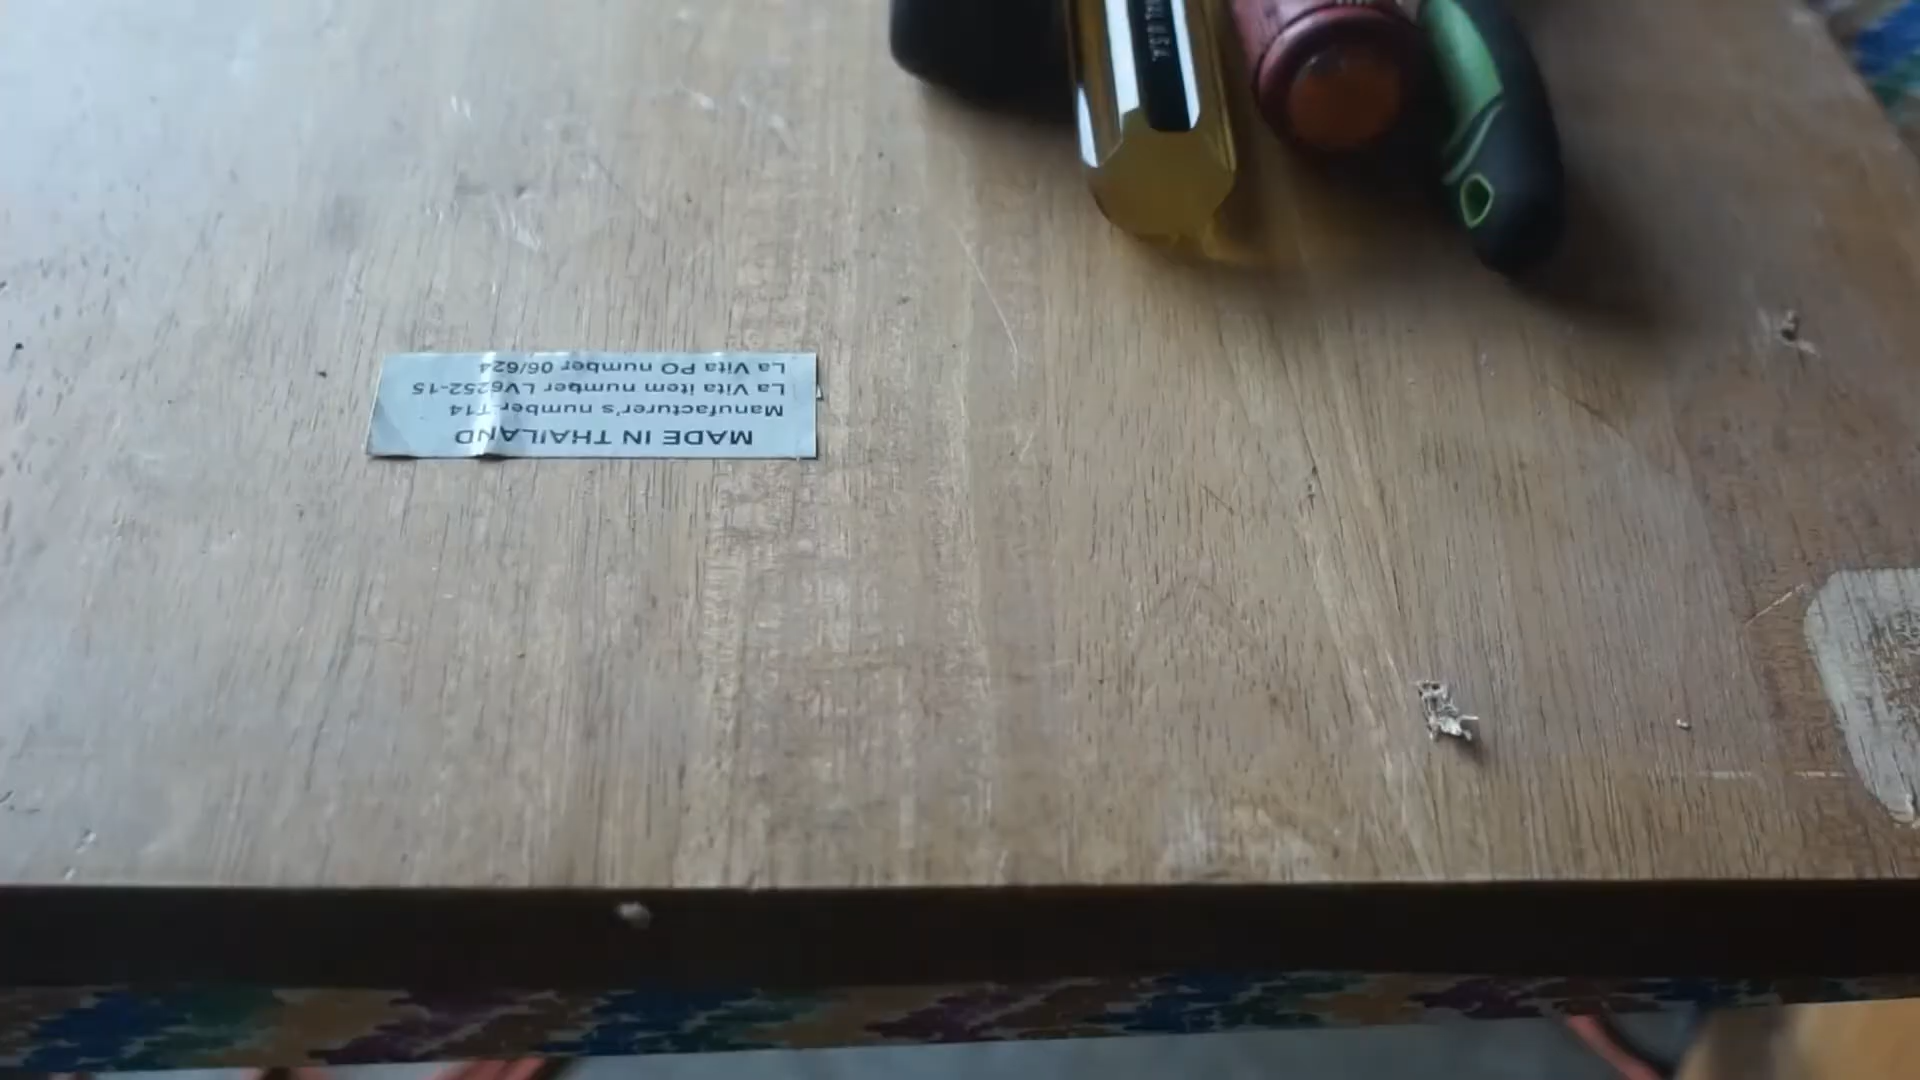 MADE IN THAILAND
Manufacturer's number T14
La Vita item number LV6252-15
La Vita PO number 06/624
U.S.A.